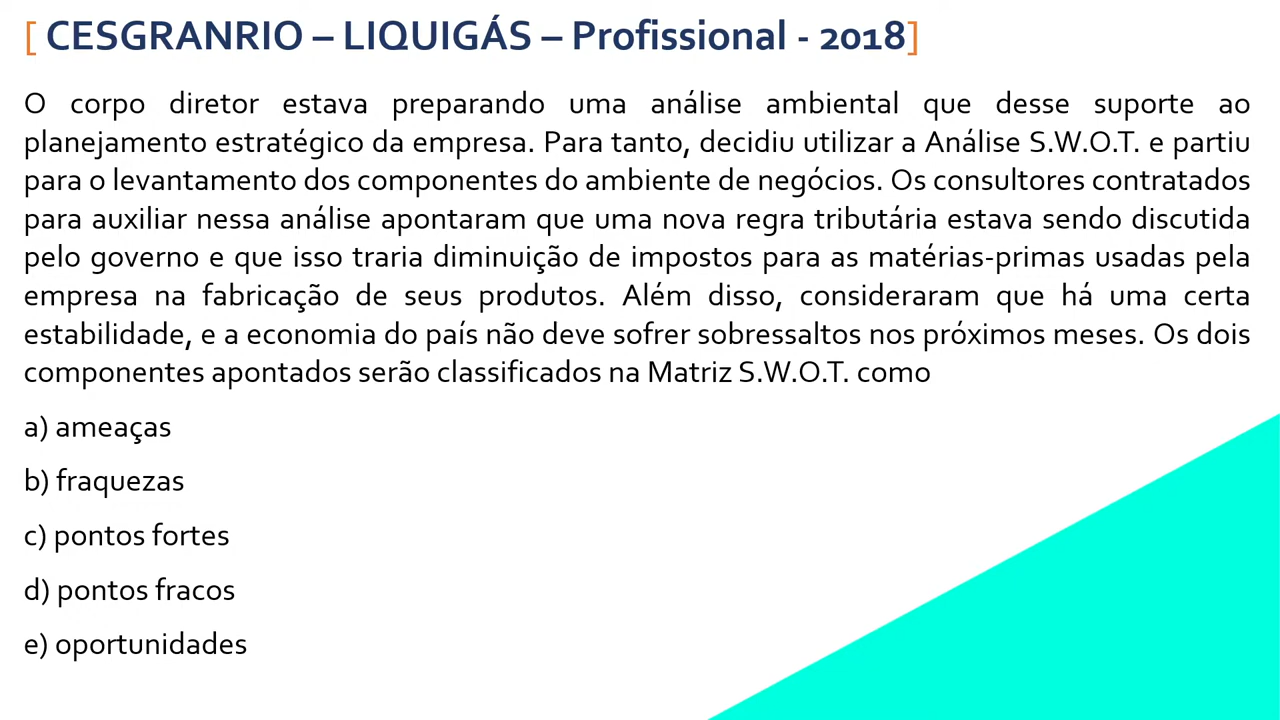 [ CESGRANRIO – LIQUIGÁS – Profissional - 2018]
O corpo diretor estava preparando uma análise ambiental que desse suporte ao
planejamento estratégico da empresa. Para tanto, decidiu utilizar a Análise S.W.O.T. e partiu
para o levantamento dos componentes do ambiente de negócios. Os consultores contratados
para auxiliar nessa análise apontaram que uma nova regra tributária estava sendo discutida
pelo governo e que isso traria diminuição de impostos para as matérias-primas usadas pela
empresa na fabricação de seus produtos. Além disso, consideraram que há uma certa
estabilidade, e a economia do país não deve sofrer sobressaltos nos próximos meses. Os dois
componentes apontados serão classificados na Matriz S.W.O.T. como
a) ameaças
b) fraquezas
c) pontos fortes
d) pontos fracos
e) oportunidades